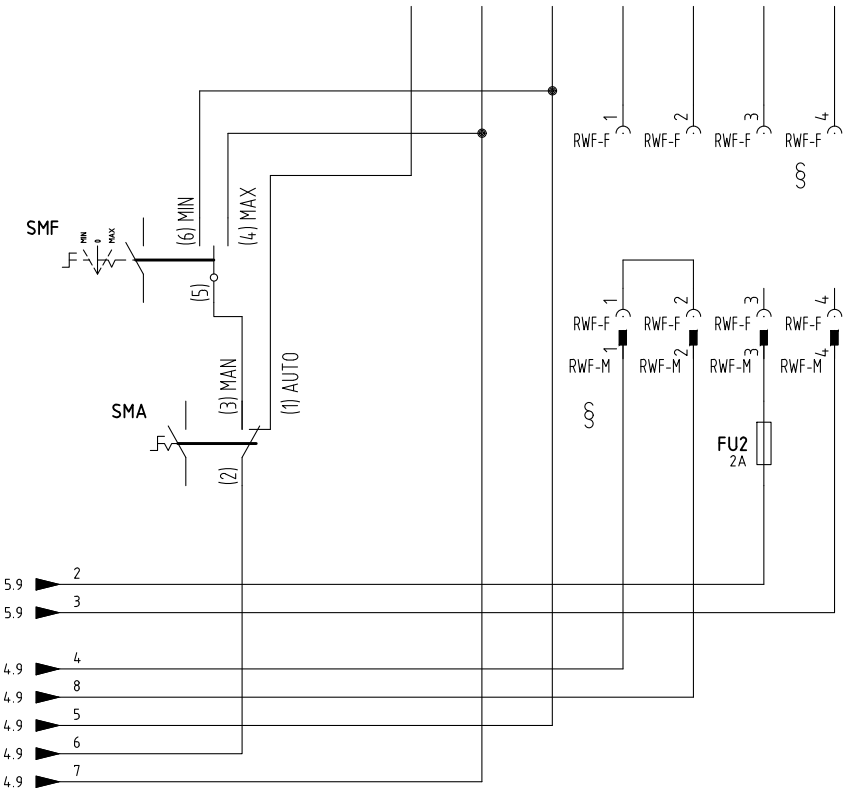 1 2 3 4
RWF-F RWF-F RWF-F RWF-F
§
(6) MIN
(4) MAX
SMF
MIN 0 MAX
(5)
1 2 3 4
RWF-F RWF-F RWF-F RWF-F
1 2 3 4
RWF-M RWF-M RWF-M RWF-M
(3) MAN
(1) AUTO
SMA
§
(2)
FU2
2A
5.9 2
5.9 3
4.9 4
4.9 8
4.9 5
4.9 6
4.9 7